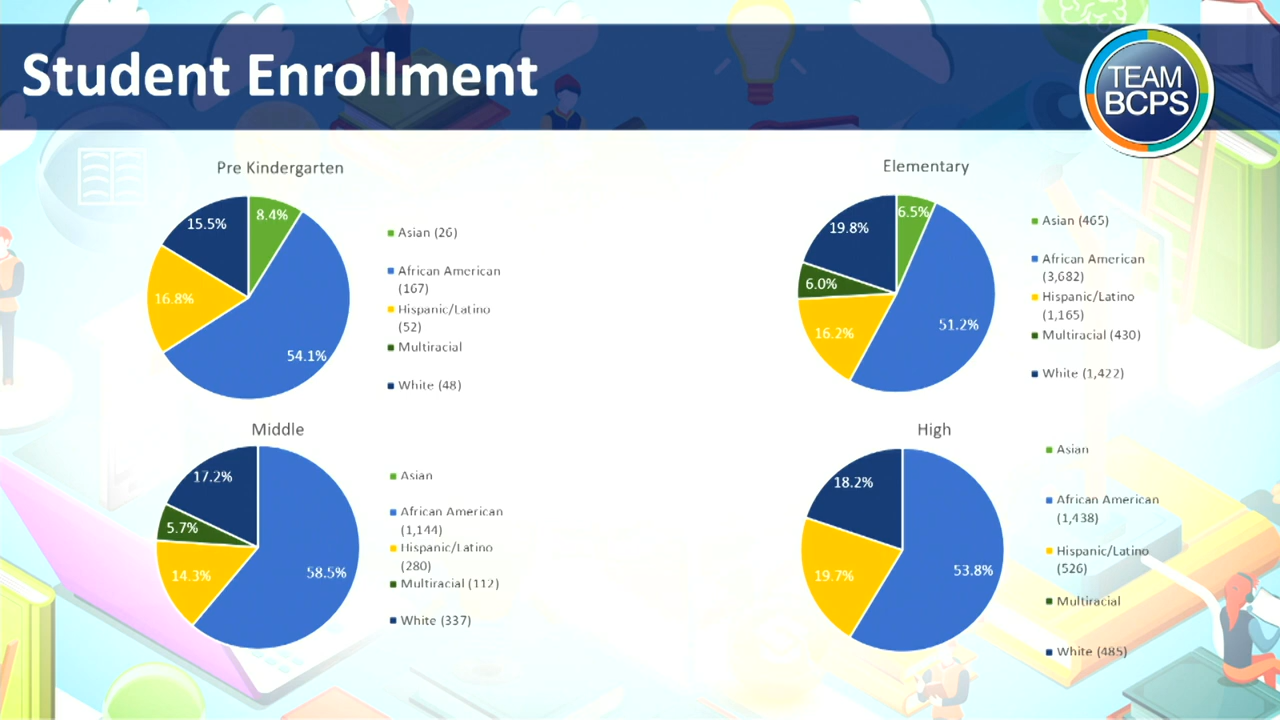 Student Enrollment
TEAM
BCPS
Pre Kindergarten
15.5%
8.4%
16.8%
54.1%
Asian (26)
African American
(167)
Hispanic/Latino
(52)
Multiracial
White (48)
Elementary
19.8%
6.5%
6.0%
16.2%
51.2%
Asian (465)
African American
(3,682)
Hispanic/Latino
(1,165)
Multiracial (430)
White (1,422)
Middle
17.2%
5.7%
14.3%
58.5%
Asian
African American
(1,144)
Hispanic/Latino
(280)
Multiracial (112)
White (337)
High
18.2%
19.7%
53.8%
Asian
African American
(1,438)
Hispanic/Latino
(526)
Multiracial
White (485)